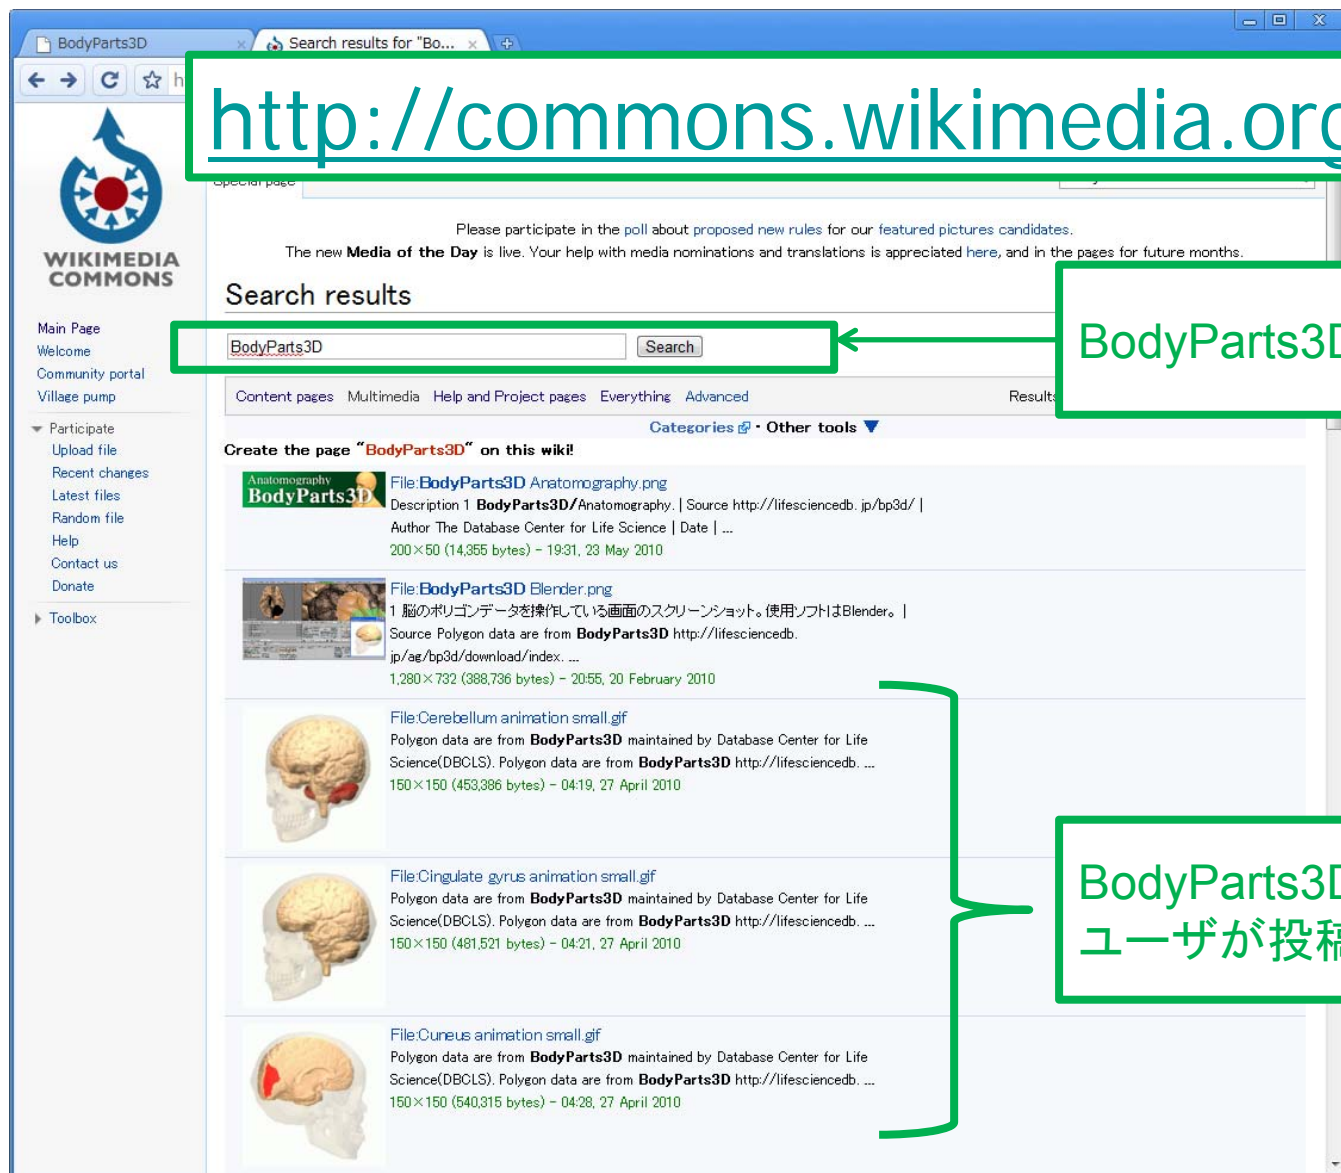 BodyParts3D
Search results for "Bo...
http://commons.wikimedia.org
Special page
WIKIMEDIA
COMMONS
Please participate in the poll about proposed new rules for our featured pictures candidates.
The new Media of the Day is live. Your help with media nominations and translations is appreciated here, and in the pages for future months.
Search results
BodyParts3D
Search
BodyParts3D
Content pages Multimedia Help and Project pages Everything Advanced
Results
Categories • Other tools
Create the page "BodyParts3D" on this wiki!
Main Page
Welcome
Community portal
Village pump
Participate
Upload file
Recent changes
Latest files
Random file
Help
Contact us
Donate
Toolbox
Anatomography
BodyParts3D
File:BodyParts3D Anatomography.png
Description 1 BodyParts3D/Anatomography. | Source http://lifesciencedb. jp/bp3d/ |
Author The Database Center for Life Science | Date | ...
200×50 (14,355 bytes) - 19:31, 23 May 2010
File:BodyParts3D Blender.png
1 脳のポリゴンデータを操作している画面のスクリーンショット。使用ソフトはBlender。 |
Source Polygon data are from BodyParts3D http://lifesciencedb.
jp/ag/bp3d/download/index. ...
1,280×732 (388,736 bytes) - 20:55, 20 February 2010
File:Cerebellum animation small.gif
Polygon data are from BodyParts3D maintained by Database Center for Life
Science(DBCLS). Polygon data are from BodyParts3D http://lifesciencedb. ...
150×150 (453,386 bytes) - 04:19, 27 April 2010
File:Cingulate gyrus animation small.gif
Polygon data are from BodyParts3D maintained by Database Center for Life
Science(DBCLS). Polygon data are from BodyParts3D http://lifesciencedb. ...
150×150 (481,521 bytes) - 04:21, 27 April 2010
BodyParts3D
ユーザが投稿
File:Cuneus animation small.gif
Polygon data are from BodyParts3D maintained by Database Center for Life
Science(DBCLS). Polygon data are from BodyParts3D http://lifesciencedb. ...
150×150 (540,315 bytes) - 04:28, 27 April 2010